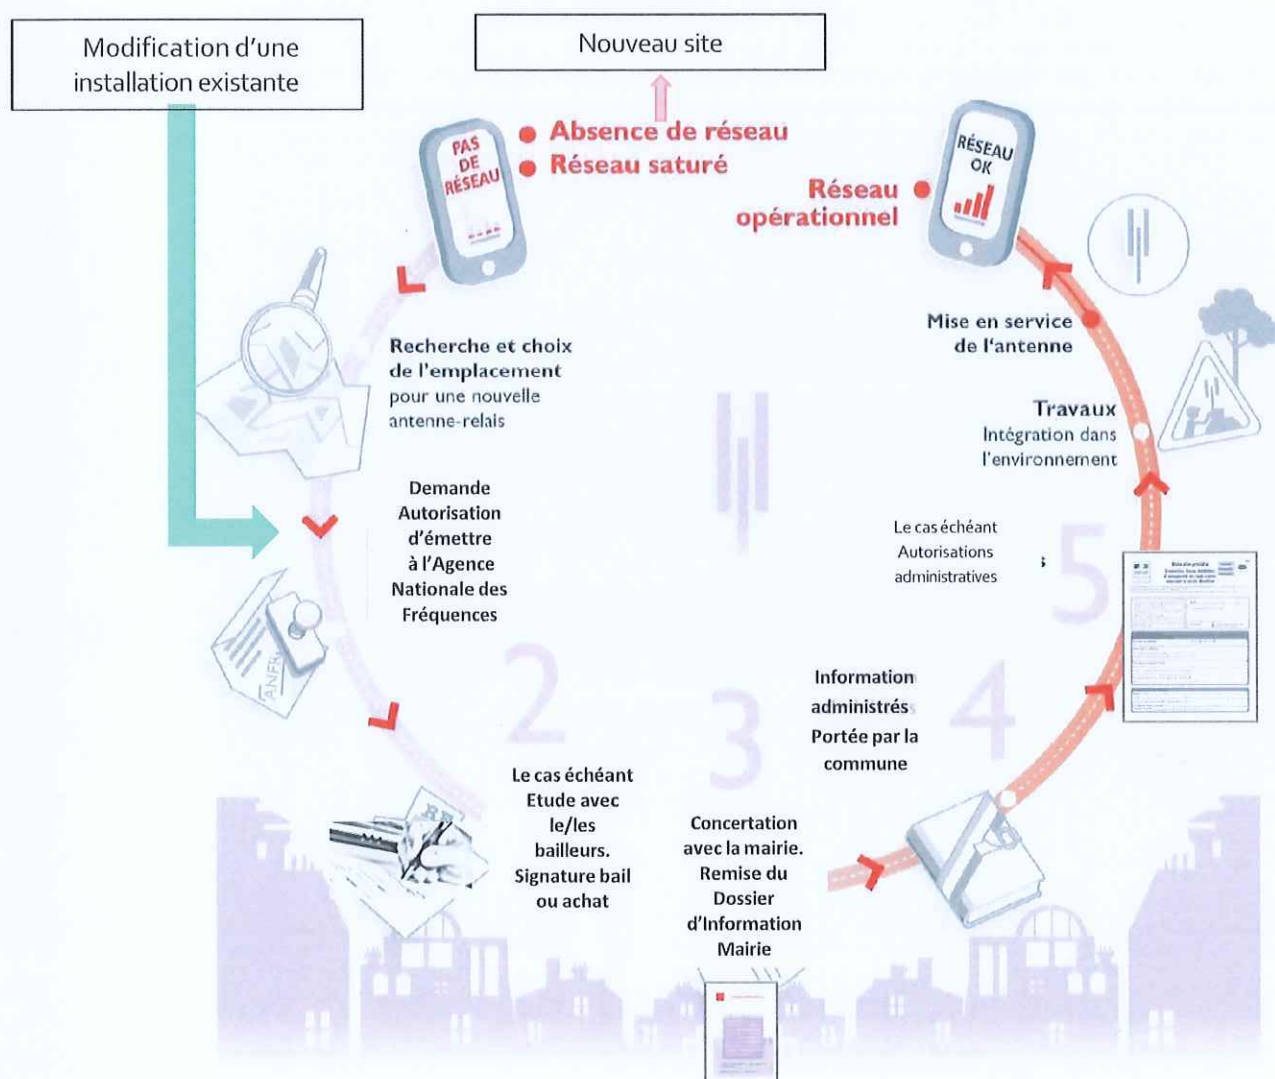 Modification d'une
installation existante
Nouveau site
PAS
DE
RÉSEAU
Absence de réseau
Réseau saturé
Réseau
opérationnel
RÉSEAU
OK
Recherche et choix
de l'emplacement
pour une nouvelle
antenne-relais
Demande
Autorisation
d'émettre
à l'Agence
Nationale des
Fréquences
ANFR
2
Le cas échéant
Etude avec
le/les
bailleurs.
Signature bail
ou achat
3
Concertation
avec la mairie.
Remise du
Dossier
d'Information
Mairie
4
Information
administrés
Portée par la
commune
5
Le cas échéant
Autorisations
administratives
s
Travaux
Intégration dans
l'environnement
Mise en service
de l'antenne